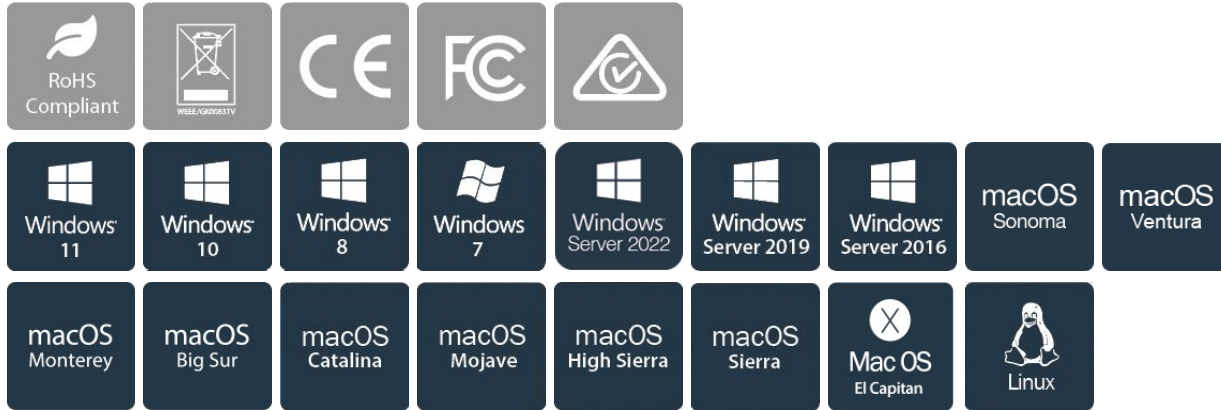 RoHS
Compliant
WEEE/GK0063TV
CE
FC
Windows
11
Windows
10
Windows
8
Windows
7
Windows
Server 2022
Windows
Server 2019
Windows
Server 2016
macOS
Sonoma
macOS
Ventura
macOS
Monterey
macOS
Big Sur
macOS
Catalina
macOS
Mojave
macOS
High Sierra
macOS
Sierra
X
Mac OS
El Capitan
Linux